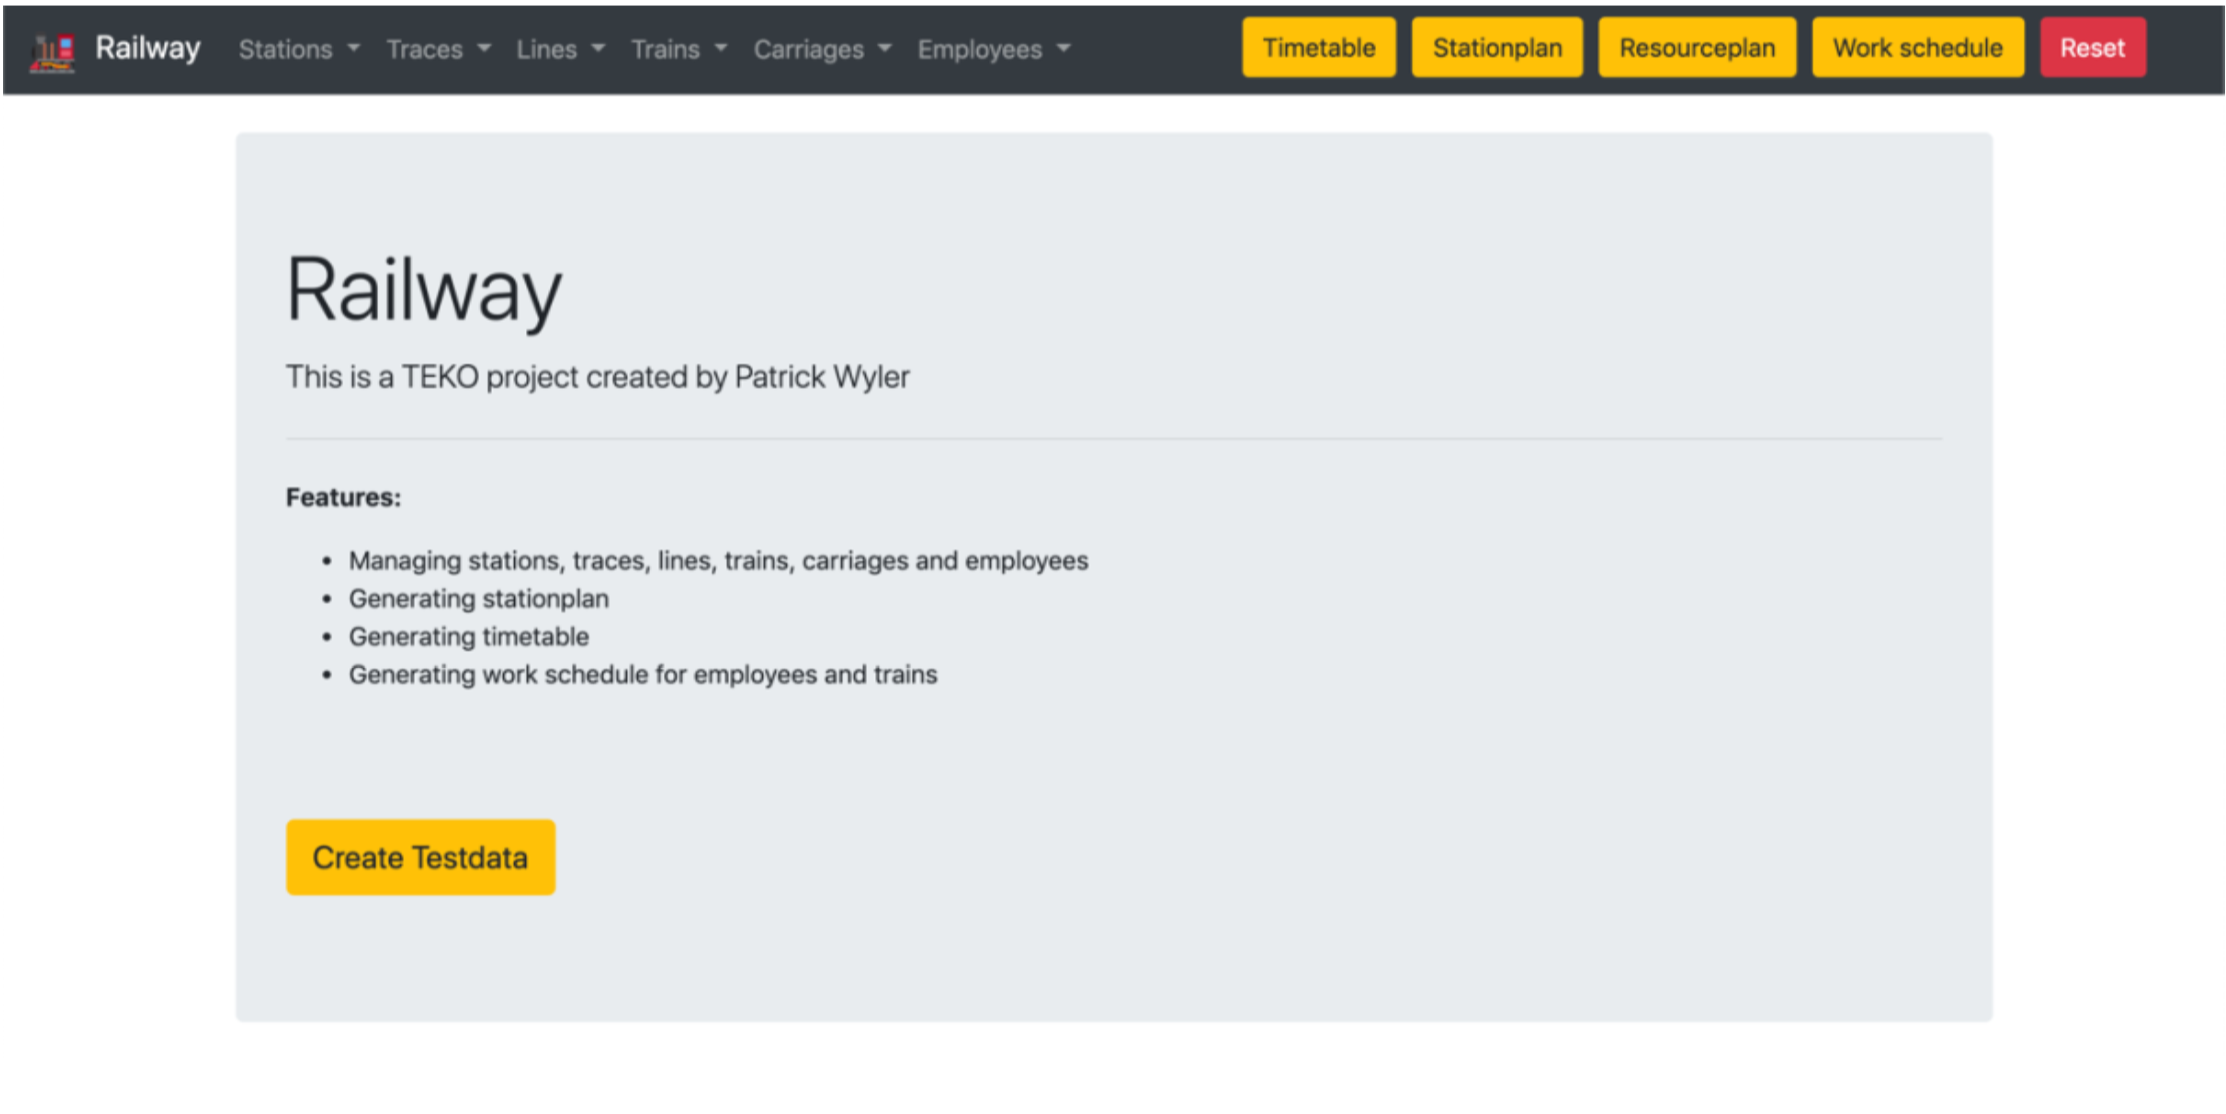 Railway Stations Traces Lines Trains Carriages Employees Timetable Stationplan Resourceplan Work schedule Reset
Railway
This is a TEKO project created by Patrick Wyler
Features:
• Managing stations, traces, lines, trains, carriages and employees
• Generating stationplan
• Generating timetable
• Generating work schedule for employees and trains
Create Testdata